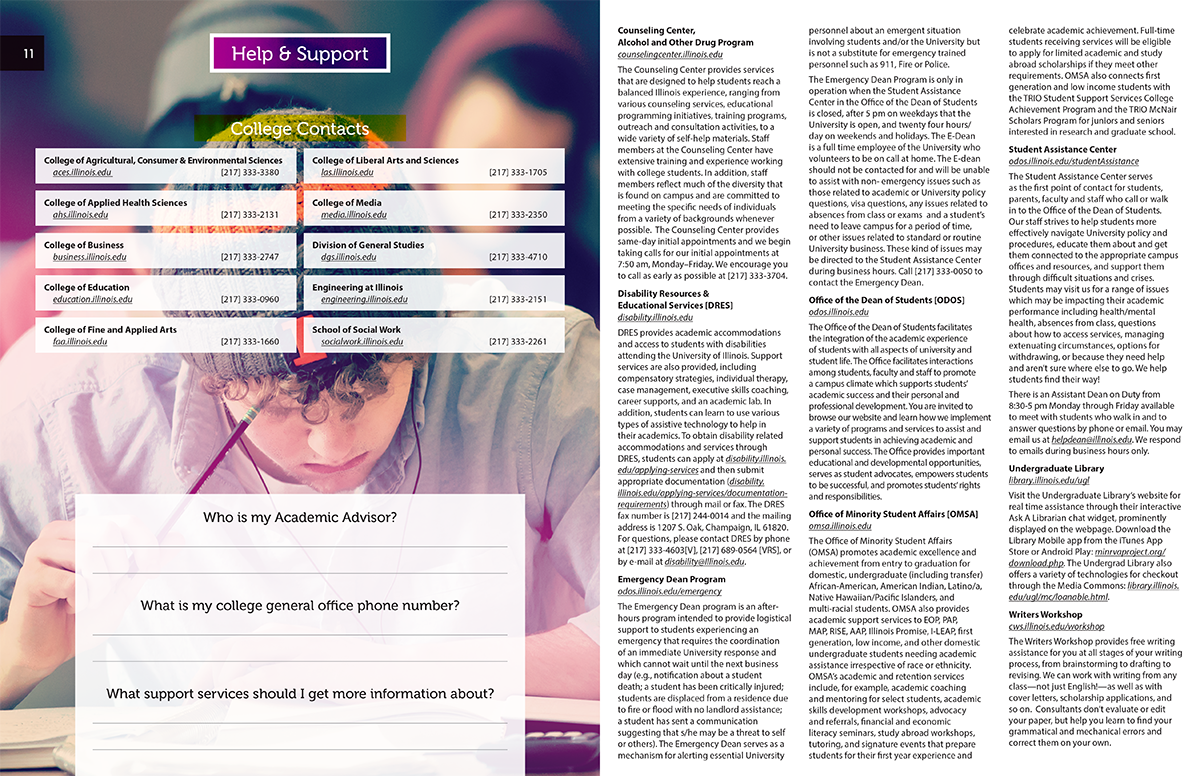 11
Help & Support
College Contacts
College of Agricultural, Consumer & Environmental Sciences
aces.illinois.edu [217] 333-3380
College of Applied Health Sciences
ahs.illinois.edu [217] 333-2131
College of Business
business.illinois.edu [217] 333-2747
College of Education
education.illinois.edu [217] 333-0960
College of Fine and Applied Arts
faa.illinois.edu [217] 333-1660
College of Liberal Arts and Sciences
las.illinois.edu [217] 333-1705
College of Media
media.illinois.edu [217] 333-2350
Division of General Studies
dgs.illinois.edu [217] 333-4710
Engineering at Illinois
engineering.illinois.edu [217] 333-2151
School of Social Work
socialwork.illinois.edu [217] 333-2261
Who is my Academic Advisor?
What is my college general office phone number?
What support services should I get more information about?
Counseling Center,
Alcohol and Other Drug Program
counselingcenter.illinois.edu
The Counseling Center provides services
that are designed to help students reach a
balanced Illinois experience, ranging from
various counseling services, educational
programming initiatives, training programs,
outreach and consultation activities, to a
wide variety of self-help materials. Staff
members at the Counseling Center have
extensive training and experience working
with college students. In addition, staff
members reflect much of the diversity that
is found on campus and are committed to
meeting the specific needs of individuals
from a variety of backgrounds whenever
possible. The Counseling Center provides
same-day initial appointments and we begin
taking calls for our initial appointments at
7:50 am, Monday–Friday. We encourage you
to call as early as possible at [217] 333-3704.
Disability Resources &
Educational Services [DRES]
disability.illinois.edu
DRES provides academic accommodations
and access to students with disabilities
attending the University of Illinois. Support
services are also provided, including
compensatory strategies, individual therapy,
case management, executive skills coaching,
career supports, and an academic lab. In
addition, students can learn to use various
types of assistive technology to help in
their academics. To obtain disability related
accommodations and services through
DRES, students can apply at disability.illinois.
edu/applying-services and then submit
appropriate documentation (disability.
illinois.edu/applying-services/documentation-
requirements) through mail or fax. The DRES
fax number is [217] 244-0014 and the mailing
address is 1207 S. Oak, Champaign, IL 61820.
For questions, please contact DRES by phone
at [217] 333-4603[V], [217] 689-0564 [VRS], or
by e-mail at disability@Illinois.edu.
Emergency Dean Program
odos.illinois.edu/emergency
The Emergency Dean program is an after-
hours program intended to provide logistical
support to students experiencing an
emergency that requires the coordination
of an immediate University response and
which cannot wait until the next business
day (e.g., notification about a student
death; a student has been critically injured;
students are displaced from a residence due
to fire or flood with no landlord assistance;
a student has sent a communication
suggesting that s/he may be a threat to self
or others). The Emergency Dean serves as a
mechanism for alerting essential University
personnel about an emergent situation
involving students and/or the University but
is not a substitute for emergency trained
personnel such as 911, Fire or Police.
The Emergency Dean Program is only in
operation when the Student Assistance
Center in the Office of the Dean of Students
is closed, after 5 pm on weekdays that the
University is open, and twenty four hours/
day on weekends and holidays. The E-Dean
is a full time employee of the University who
volunteers to be on call at home. The E-dean
should not be contacted for and will be unable
to assist with non- emergency issues such as
those related to academic or University policy
questions, visa questions, any issues related to
absences from class or exams and a student's
need to leave campus for a period of time,
or other issues related to standard or routine
University business. These kind of issues may
be directed to the Student Assistance Center
during business hours. Call [217] 333-0050 to
contact the Emergency Dean.
Office of the Dean of Students [ODOS]
odos.illinois.edu
The Office of the Dean of Students facilitates
the integration of the academic experience
of students with all aspects of university and
student life. The Office facilitates interactions
among students, faculty and staff to promote
a campus climate which supports students'
academic success and their personal and
professional development. You are invited to
browse our website and learn how we implement
a variety of programs and services to assist and
support students in achieving academic and
personal success. The Office provides important
educational and developmental opportunities,
serves as student advocates, empowers students
to be successful, and promotes students' rights
and responsibilities.
Office of Minority Student Affairs [OMSA]
omsa.illinois.edu
The Office of Minority Student Affairs
(OMSA) promotes academic excellence and
achievement from entry to graduation for
domestic, undergraduate (including transfer)
African-American, American Indian, Latino/a,
Native Hawaiian/Pacific Islanders, and
multi-racial students. OMSA also provides
academic support services to EOP, PAP,
MAP, RISE, AAP, Illinois Promise, I-LEAP, first
generation, low income, and other domestic
undergraduate students needing academic
assistance irrespective of race or ethnicity.
OMSA's academic and retention services
include, for example, academic coaching
and mentoring for select students, academic
skills development workshops, advocacy
and referrals, financial and economic
literacy seminars, study abroad workshops,
tutoring, and signature events that prepare
students for their first year experience and
celebrate academic achievement. Full-time
students receiving services will be eligible
to apply for limited academic and study
abroad scholarships if they meet other
requirements. OMSA also connects first
generation and low income students with
the TRIO Student Support Services College
Achievement Program and the TRIO McNair
Scholars Program for juniors and seniors
interested in research and graduate school.
Student Assistance Center
odos.illinois.edu/studentAssistance
The Student Assistance Center serves
as the first point of contact for students,
parents, faculty and staff who call or walk
in to the Office of the Dean of Students.
Our staff strives to help students more
effectively navigate University policy and
procedures, educate them about and get
them connected to the appropriate campus
offices and resources, and support them
through difficult situations and crises.
Students may visit us for a range of issues
which may be impacting their academic
performance including health/mental
health, absences from class, questions
about how to access services, managing
extenuating circumstances, options for
withdrawing, or because they need help
and aren't sure where else to go. We help
students find their way!
There is an Assistant Dean on Duty from
8:30-5 pm Monday through Friday available
to meet with students who walk in and to
answer questions by phone or email. You may
email us at helpdean@illinois.edu. We respond
to emails during business hours only.
Undergraduate Library
library.illinois.edu/ugl
Visit the Undergraduate Library's website for
real time assistance through their interactive
Ask A Librarian chat widget, prominently
displayed on the webpage. Download the
Library Mobile app from the iTunes App
Store or Android Play: minrvaproject.org/
download.php. The Undergrad Library also
offers a variety of technologies for checkout
through the Media Commons: library.illinois.
edu/ugl/mc/loanable.html.
Writers Workshop
cws.illinois.edu/workshop
The Writers Workshop provides free writing
assistance for you at all stages of your writing
process, from brainstorming to drafting to
revising. We can work with writing from any
class—not just English!—as well as with
cover letters, scholarship applications, and
so on. Consultants don't evaluate or edit
your paper, but help you learn to find your
grammatical and mechanical errors and
correct them on your own.